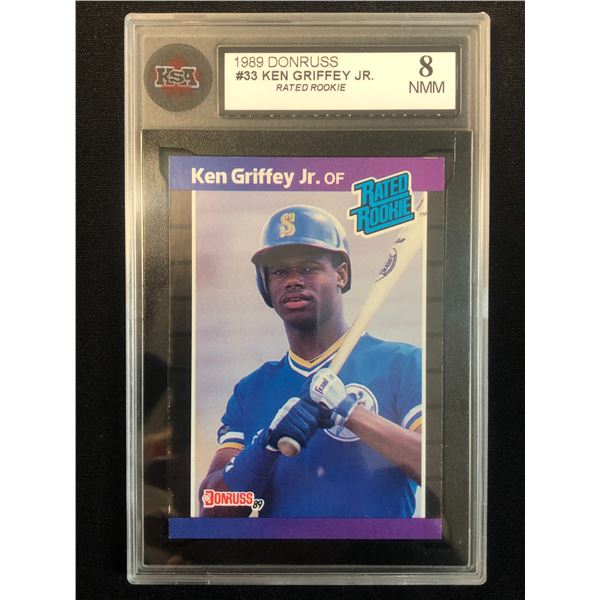 KSA
1989 DONRUSS
#33 KEN GRIFFEY JR.
RATED ROOKIE
8
NMM
Ken Griffey Jr. OF
RATED
ROOKIE
TM
S
DONRUSS
'89